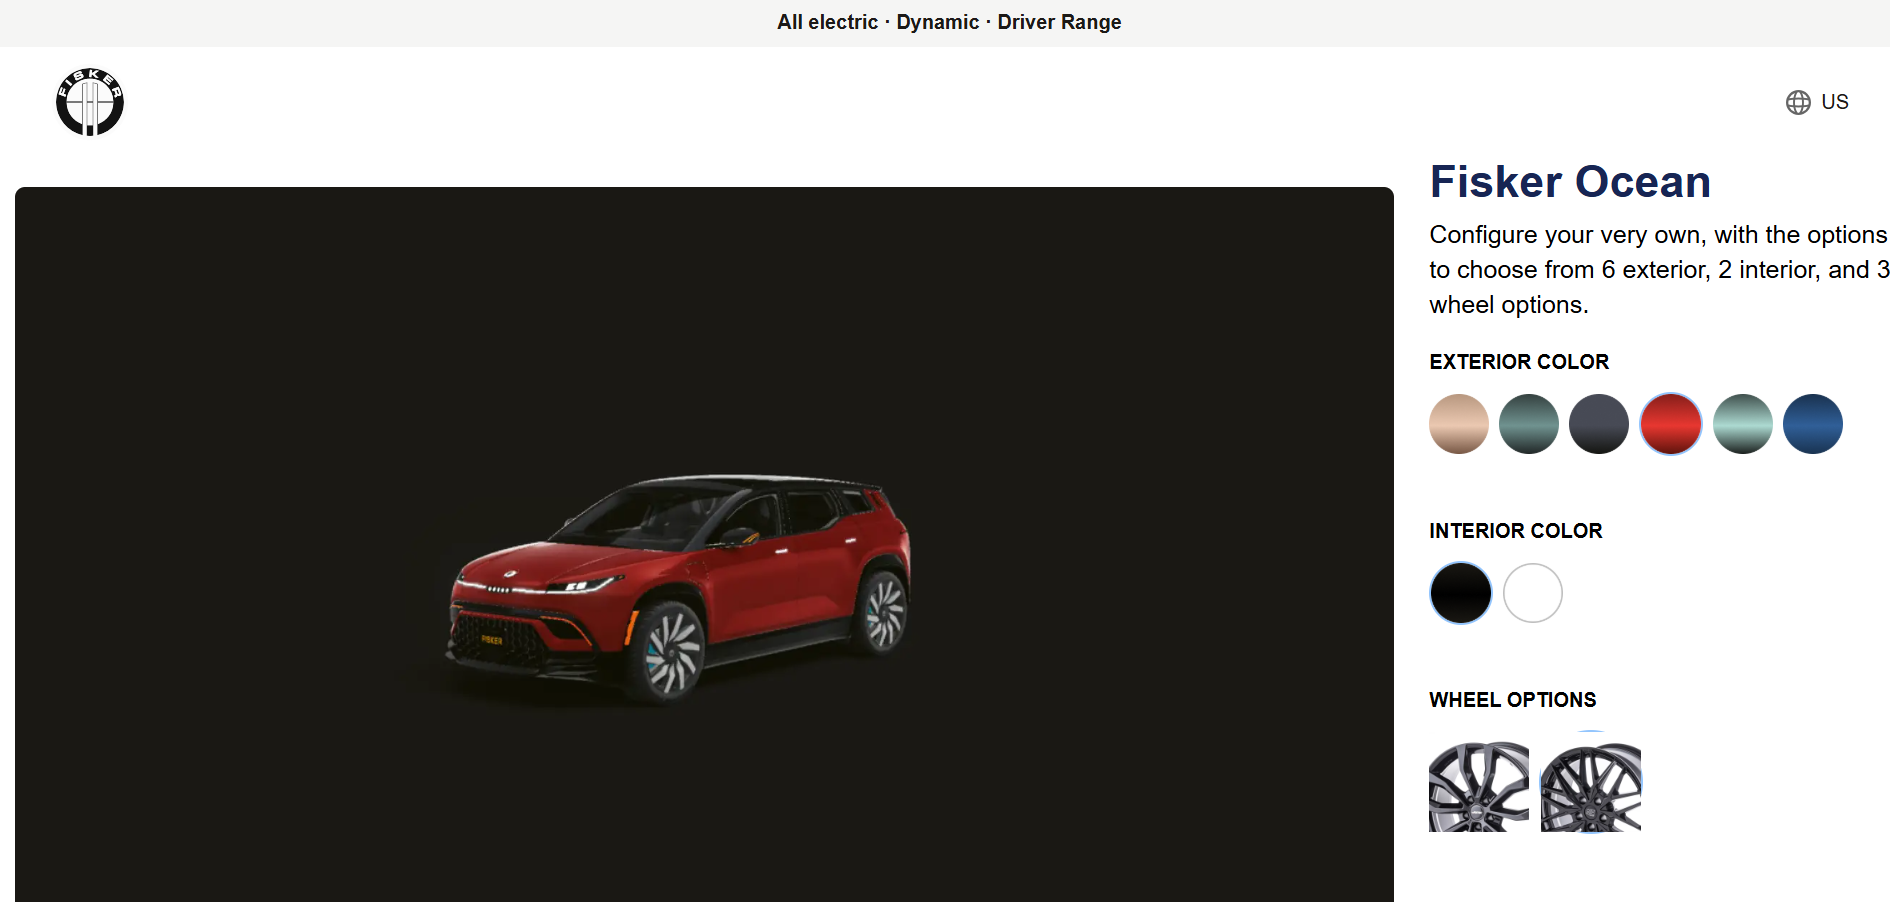 All electric · Dynamic · Driver Range
FISKER
US
Fisker Ocean
Configure your very own, with the options
to choose from 6 exterior, 2 interior, and 3
wheel options.
EXTERIOR COLOR
INTERIOR COLOR
WHEEL OPTIONS
FISKER